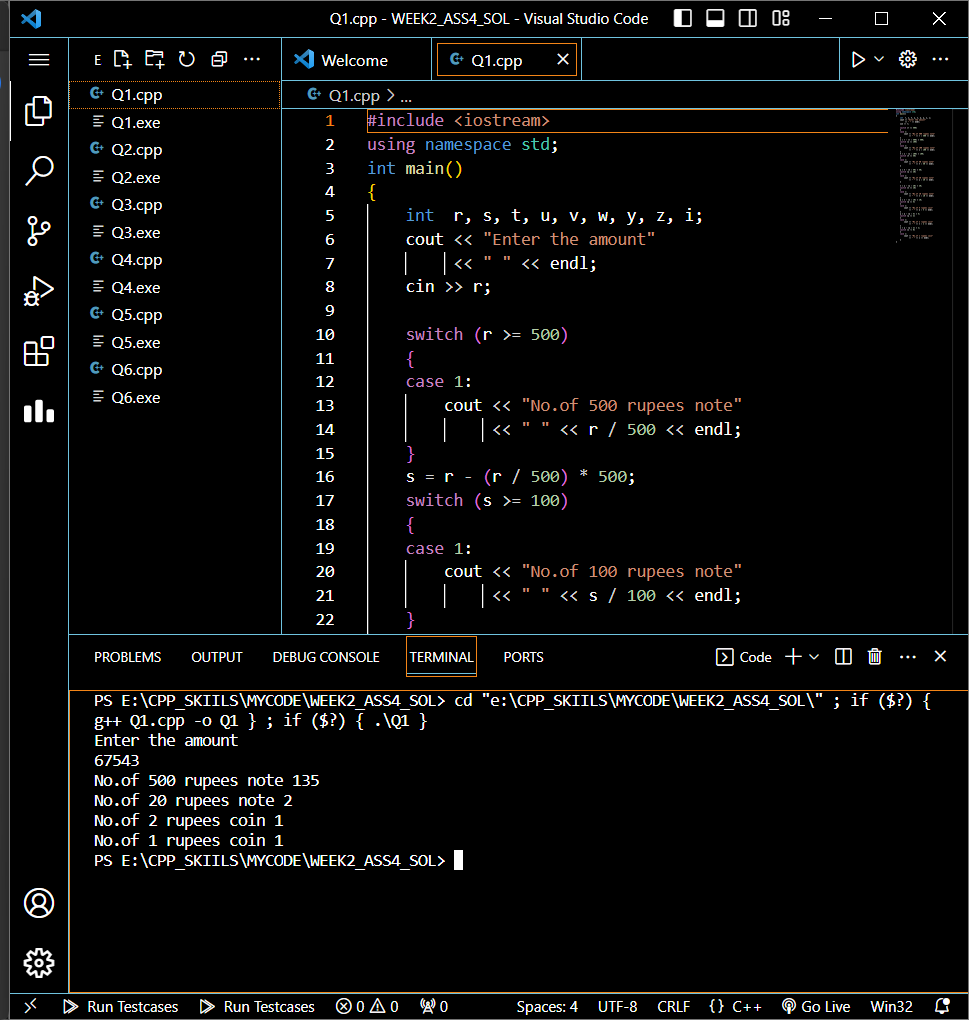 Q1.cpp - WEEK2_ASS4_SOL - Visual Studio Code
E
Welcome
Q1.cpp
Q1.cpp > ...
Q1.cpp
Q1.exe
Q2.cpp
Q2.exe
Q3.cpp
Q3.exe
Q4.cpp
Q4.exe
Q5.cpp
Q5.exe
Q6.cpp
Q6.exe
1 #include <iostream>
2 using namespace std;
3 int main()
4 {
5 int  r, s, t, u, v, w, y, z, i;
6 cout << "Enter the amount"
7 << " " << endl;
8 cin >> r;
9
10 switch (r >= 500)
11 {
12 case 1:
13 cout << "No.of 500 rupees note"
14 << " " << r / 500 << endl;
15 }
16 s = r - (r / 500) * 500;
17 switch (s >= 100)
18 {
19 case 1:
20 cout << "No.of 100 rupees note"
21 << " " << s / 100 << endl;
22 }
PROBLEMS OUTPUT DEBUG CONSOLE TERMINAL PORTS Code
PS E:\CPP_SKIILS\MYCODE\WEEK2_ASS4_SOL> cd "e:\CPP_SKIILS\MYCODE\WEEK2_ASS4_SOL\" ; if ($?) {
g++ Q1.cpp -o Q1 } ; if ($?) { .\Q1 }
Enter the amount
67543
No.of 500 rupees note 135
No.of 20 rupees note 2
No.of 2 rupees coin 1
No.of 1 rupees coin 1
PS E:\CPP_SKIILS\MYCODE\WEEK2_ASS4_SOL>
Run Testcases Run Testcases 0 0 0 Spaces: 4 UTF-8 CRLF {} C++ Go Live Win32